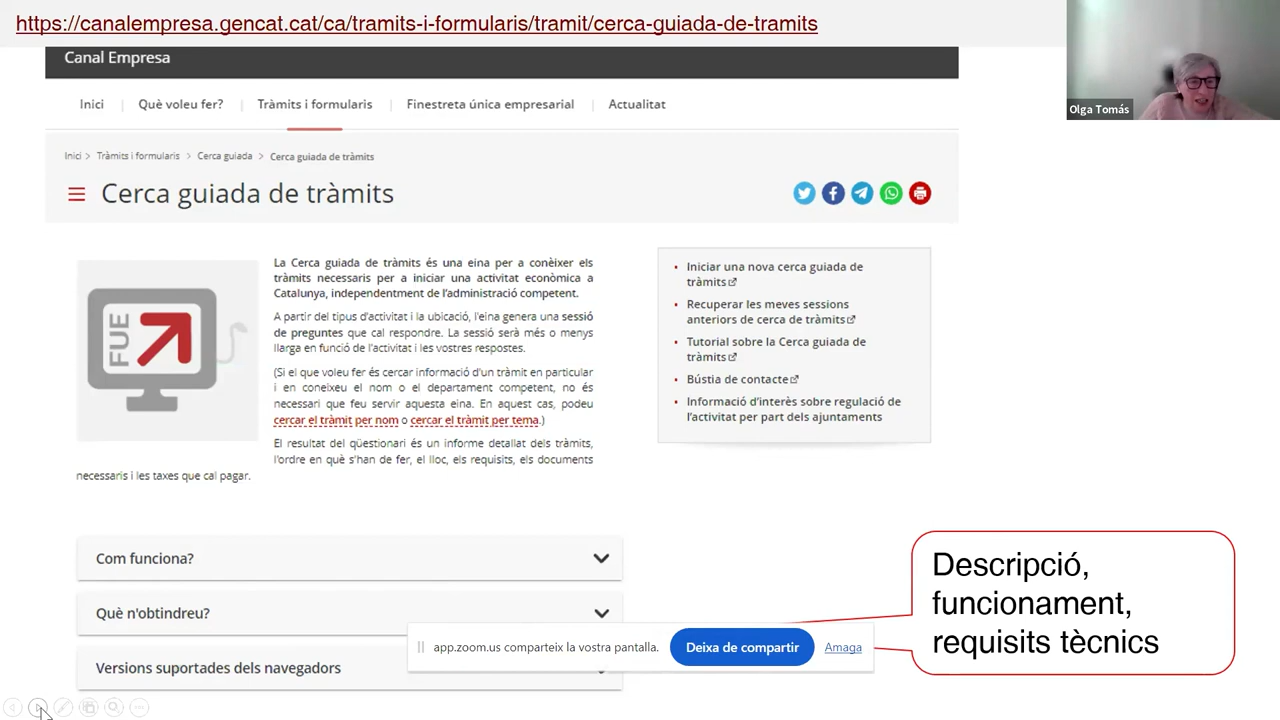 https://canalempresa.gencat.cat/ca/tramits-i-formularis/tramit/cerca-guiada-de-tramits
Olga Tomás
Canal Empresa
Inici
Què voleu fer?
Tràmits i formularis
Finestreta única empresarial
Actualitat
Inici > Tràmits i formularis > Cerca guiada > Cerca guiada de tràmits
Cerca guiada de tràmits
FUE
La Cerca guiada de tràmits és una eina per a conèixer els
tràmits necessaris per a iniciar una activitat econòmica a
Catalunya, independentment de l'administració competent.
A partir del tipus d'activitat i la ubicació, l'eina genera una sessió
de preguntes que cal respondre. La sessió serà més o menys
llarga en funció de l'activitat i les vostres respostes.
(Si el que voleu fer és cercar informació d'un tràmit en particular
i en coneixeu el nom o el departament competent, no és
necessari que feu servir aquesta eina. En aquest cas, podeu
cercar el tràmit per nom o cercar el tràmit per tema.)
El resultat del qüestionari és un informe detallat dels tràmits,
l'ordre en què s'han de fer, el lloc, els requisits, els documents
necessaris i les taxes que cal pagar.
• Iniciar una nova cerca guiada de
tràmits
• Recuperar les meves sessions
anteriors de cerca de tràmits
• Tutorial sobre la Cerca guiada de
tràmits
• Bústia de contacte
• Informació d'interès sobre regulació de
l'activitat per part dels ajuntaments
Com funciona?
Què n'obtindreu?
Versions suportades dels navegadors
app.zoom.us comparteix la vostra pantalla.
Deixa de compartir
Amaga
Descripció,
funcionament,
requisits tècnics